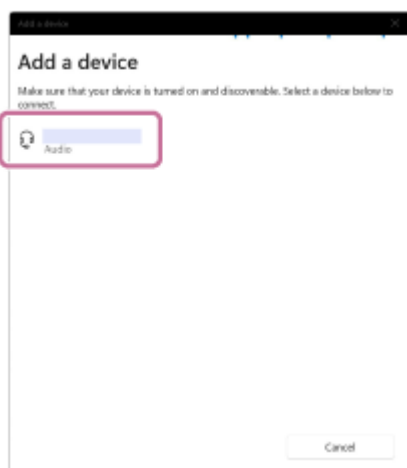 Add a device
Add a device
Make sure that your device is turned on and discoverable. Select a device below to
connect.
Audio
Cancel